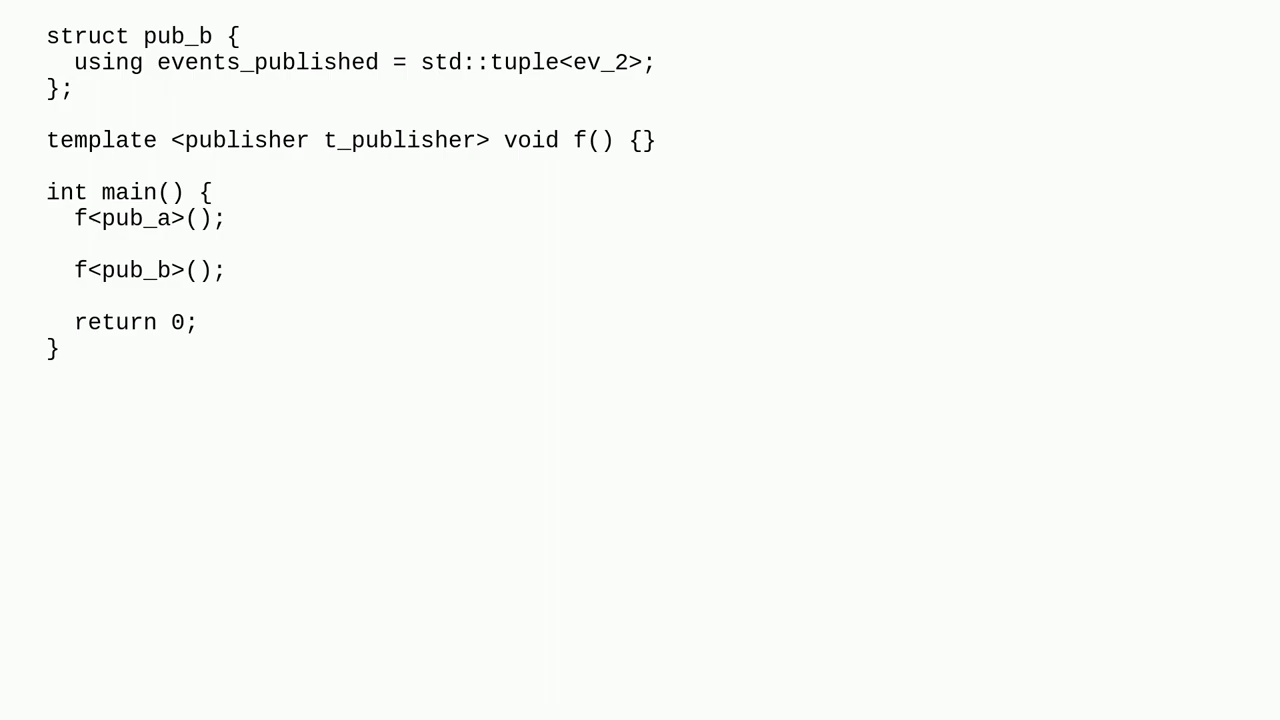 struct pub_b {
  using events_published = std::tuple<ev_2>;
};

template <publisher t_publisher> void f() {}

int main() {
  f<pub_a>();

  f<pub_b>();

  return 0;
}